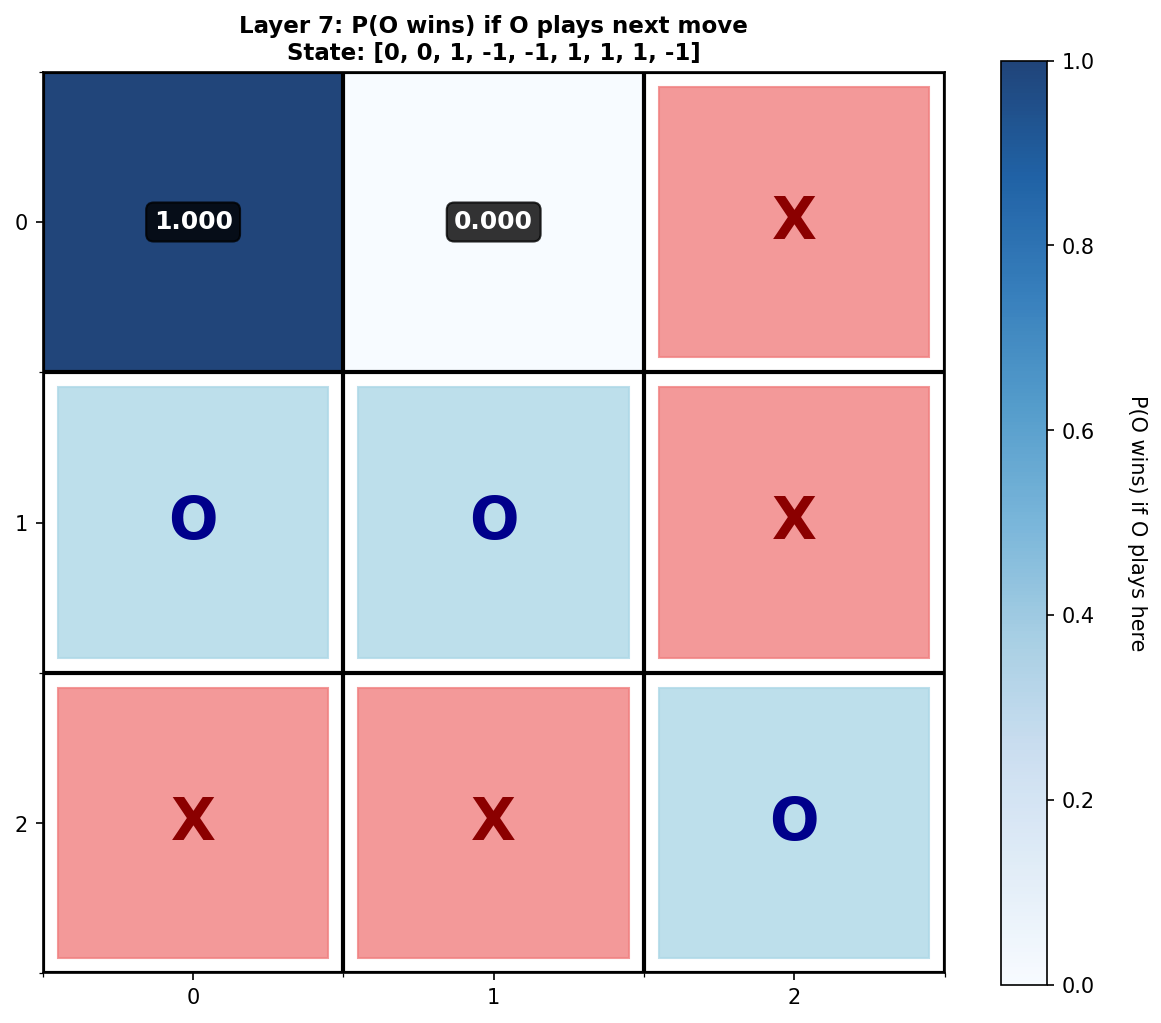 Layer 7: P(O wins) if O plays next move
State: [0, 0, 1, -1, -1, 1, 1, 1, -1]
0
1.000
0.000
X
1
O
O
X
2
X
X
O
0
1
2
1.0
0.8
0.6
0.4
0.2
0.0
P(O wins) if O plays here